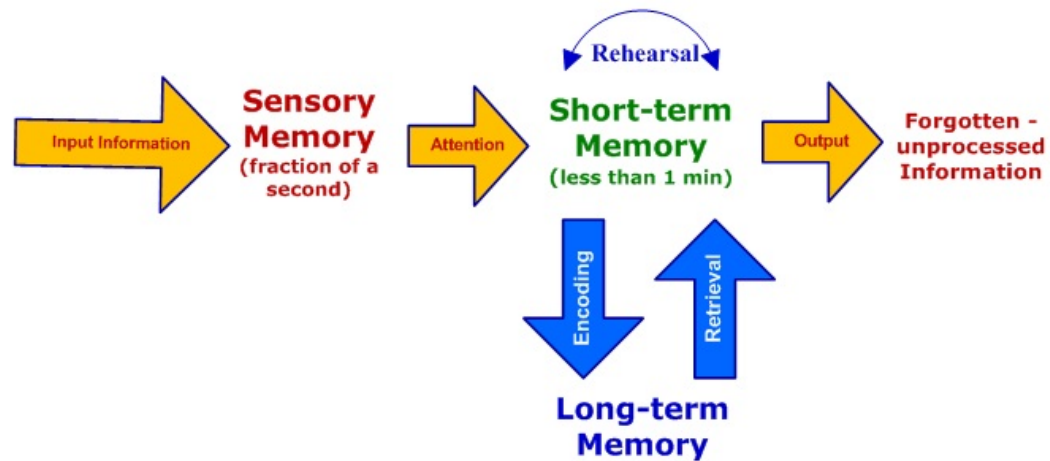 Rehearsal
Input Information
Sensory
Memory
(fraction of a
second)
Attention
Short-term
Memory
(less than 1 min)
Output
Forgotten -
unprocessed
Information
Encoding
Retrieval
Long-term
Memory